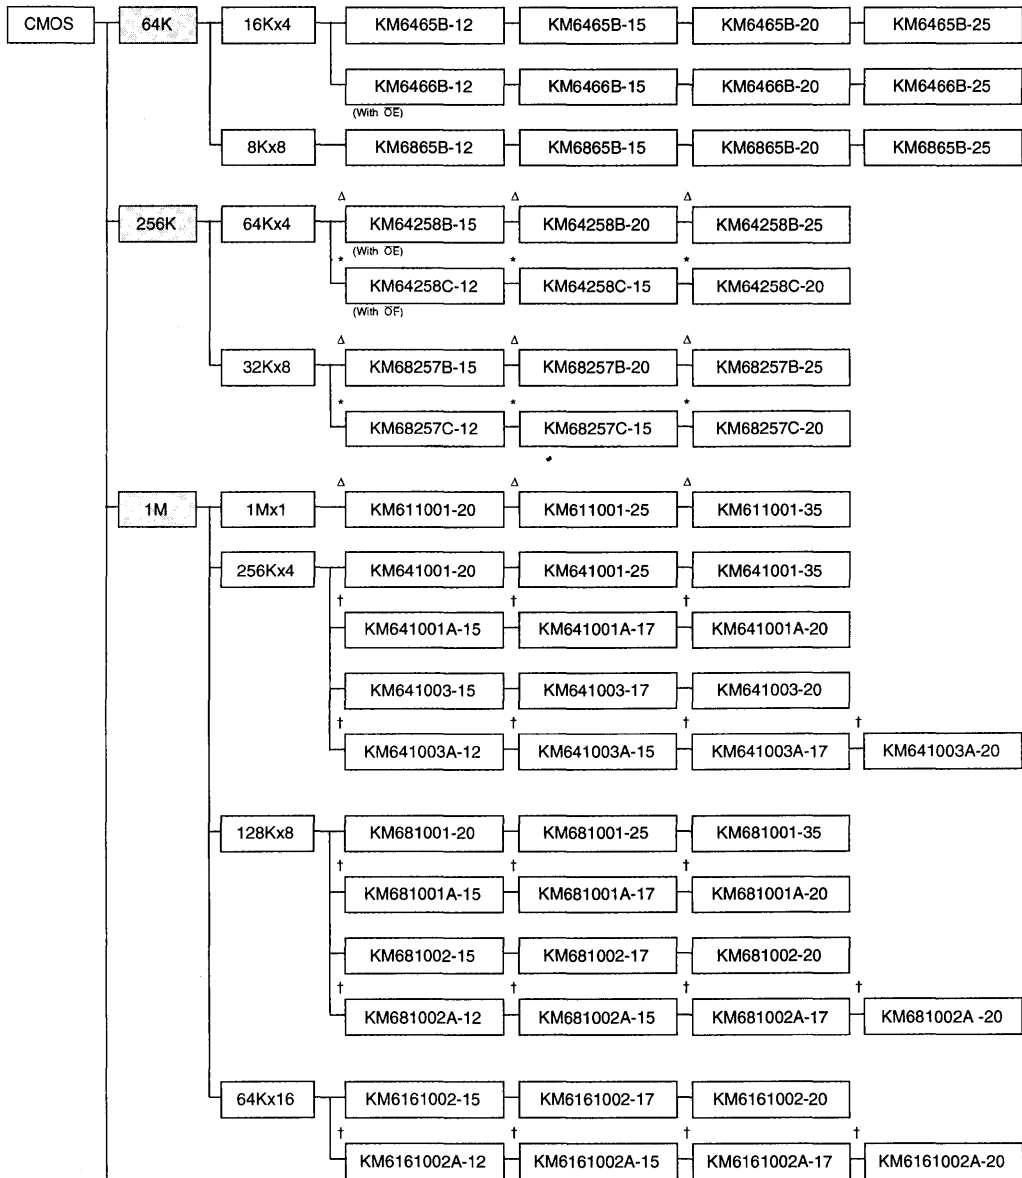 CMOS 64K 16Kx4 KM6465B-12 KM6465B-15 KM6465B-20 KM6465B-25
KM6466B-12 KM6466B-15 KM6466B-20 KM6466B-25
(With OE)
8Kx8 KM6865B-12 KM6865B-15 KM6865B-20 KM6865B-25
Δ Δ Δ
256K 64Kx4 KM64258B-15 KM64258B-20 KM64258B-25
(With OE)
* * *
KM64258C-12 KM64258C-15 KM64258C-20
(With OE)
Δ Δ Δ
32Kx8 KM68257B-15 KM68257B-20 KM68257B-25
* * *
KM68257C-12 KM68257C-15 KM68257C-20
Δ Δ Δ
1M 1Mx1 KM611001-20 KM611001-25 KM611001-35
256Kx4 KM641001-20 KM641001-25 KM641001-35
† † †
KM641001A-15 KM641001A-17 KM641001A-20
KM641003-15 KM641003-17 KM641003-20
† † † †
KM641003A-12 KM641003A-15 KM641003A-17 KM641003A-20
128Kx8 KM681001-20 KM681001-25 KM681001-35
† † †
KM681001A-15 KM681001A-17 KM681001A-20
KM681002-15 KM681002-17 KM681002-20
† † † †
KM681002A-12 KM681002A-15 KM681002A-17 KM681002A -20
64Kx16 KM6161002-15 KM6161002-17 KM6161002-20
† † † †
KM6161002A-12 KM6161002A-15 KM6161002A-17 KM6161002A-20